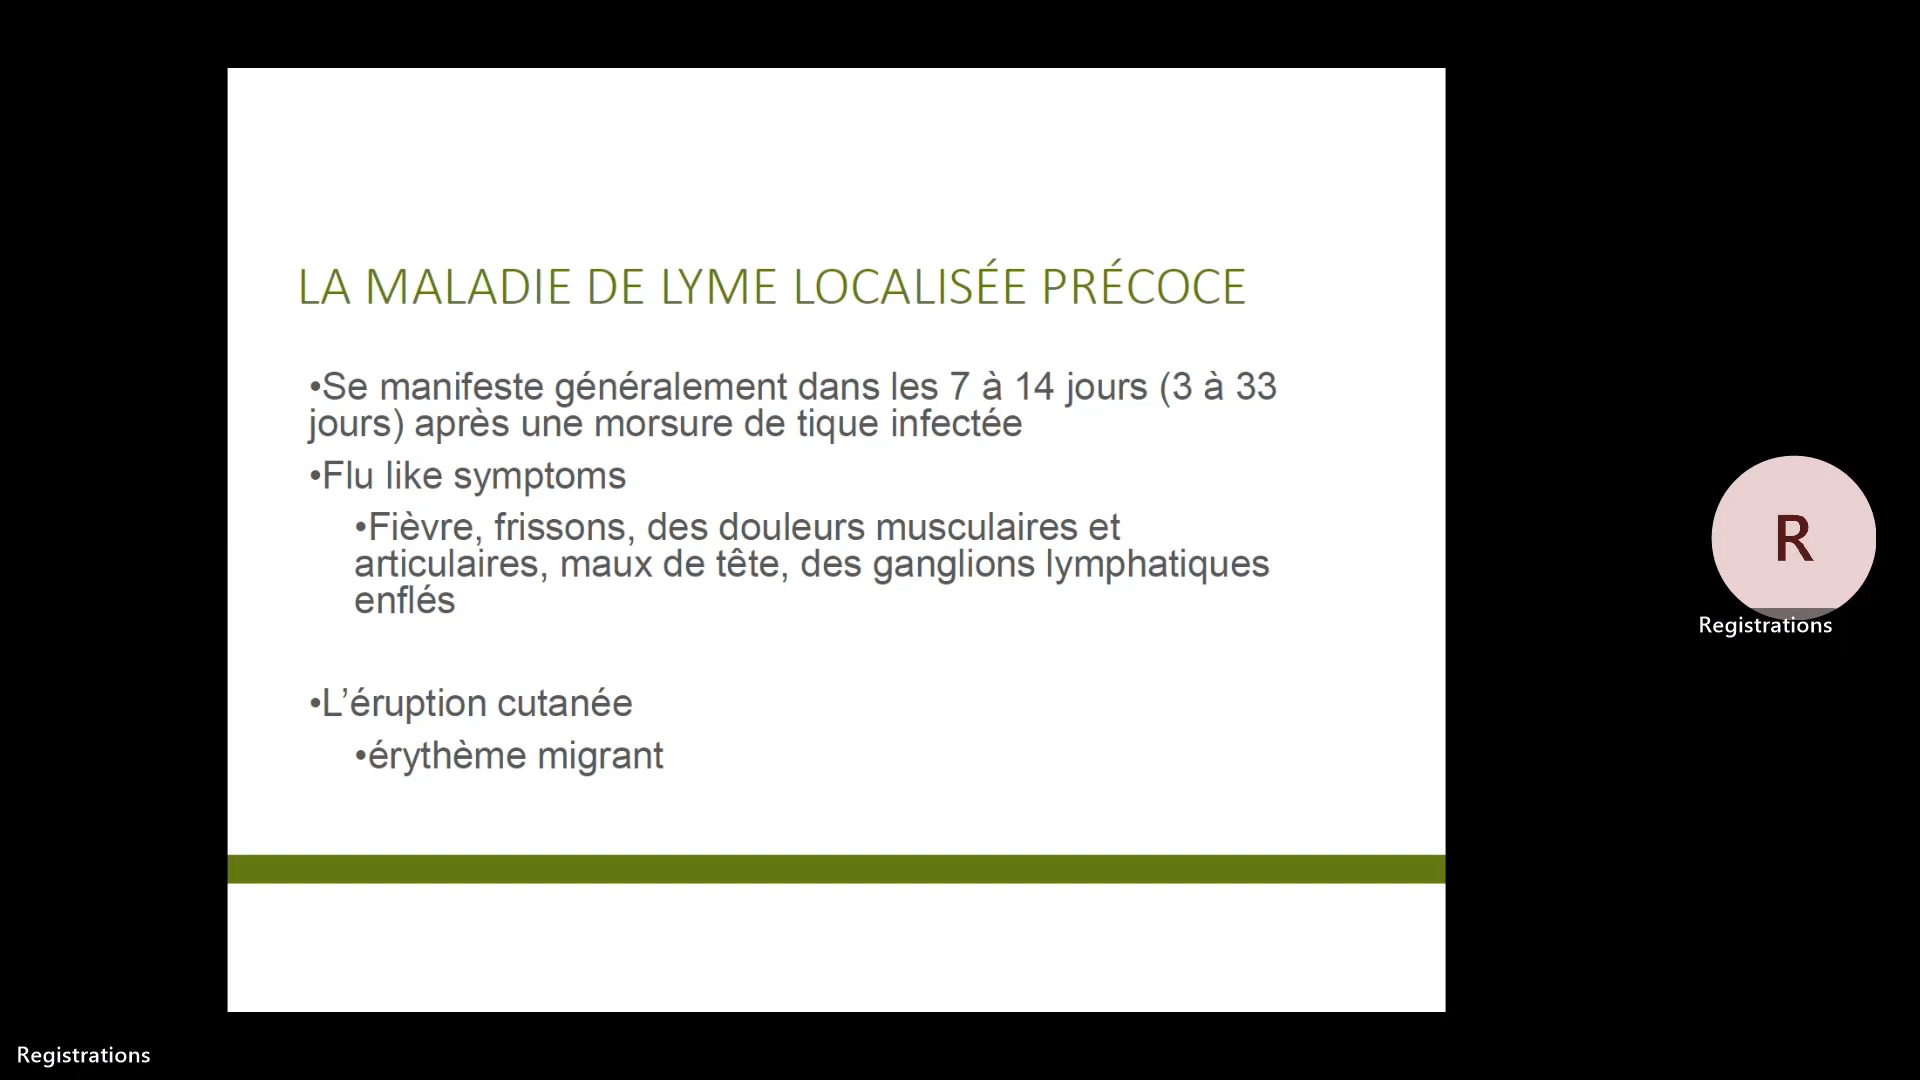 LA MALADIE DE LYME LOCALISÉE PRÉCOCE
•Se manifeste généralement dans les 7 à 14 jours (3 à 33
jours) après une morsure de tique infectée
•Flu like symptoms
•Fièvre, frissons, des douleurs musculaires et
articulaires, maux de tête, des ganglions lymphatiques
enflés
•L’éruption cutanée
•érythème migrant
R
Registrations
Registrations